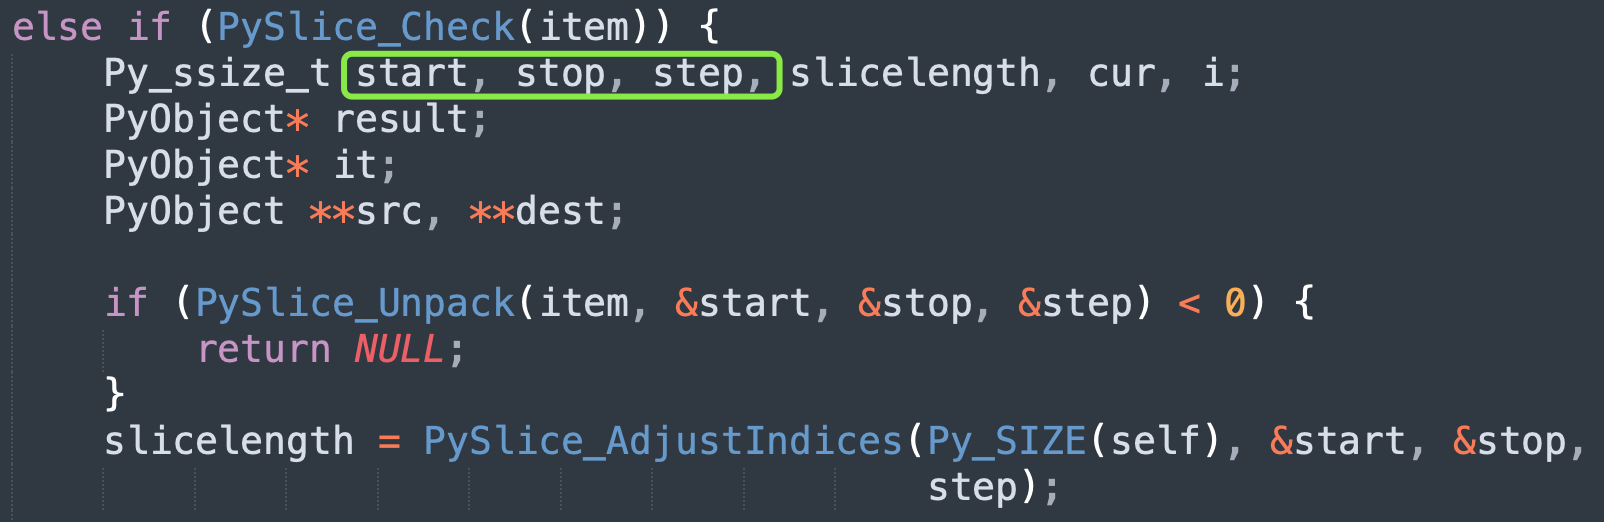 else if (PySlice_Check(item)) {
    Py_ssize_t start, stop, step, slicelength, cur, i;
    PyObject* result;
    PyObject* it;
    PyObject **src, **dest;

    if (PySlice_Unpack(item, &start, &stop, &step) < 0) {
        return NULL;
    }
    slicelength = PySlice_AdjustIndices(Py_SIZE(self), &start, &stop,
                                        step);